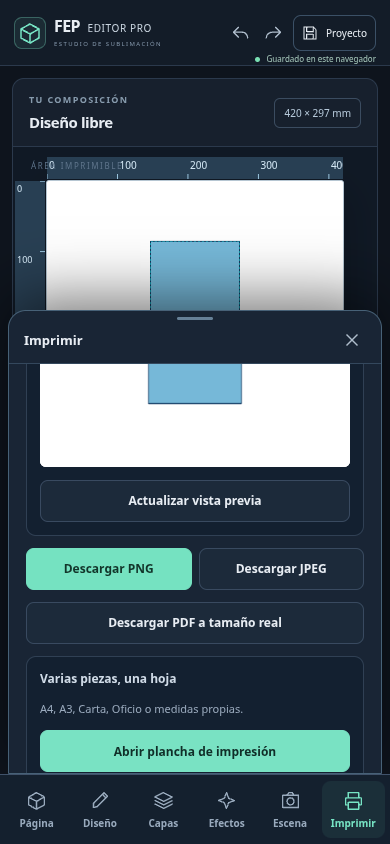 FEP EDITOR PRO
ESTUDIO DE SUBLIMACIÓN
Proyecto
Guardado en este navegador
TU COMPOSICIÓN
Diseño libre
420 × 297 mm
ÁREA IMPRIMIBLE
0 100 200 300 40
0
100
Imprimir
Actualizar vista previa
Descargar PNG
Descargar JPEG
Descargar PDF a tamaño real
Varias piezas, una hoja
A4, A3, Carta, Oficio o medidas propias.
Abrir plancha de impresión
Página Diseño Capas Efectos Escena Imprimir